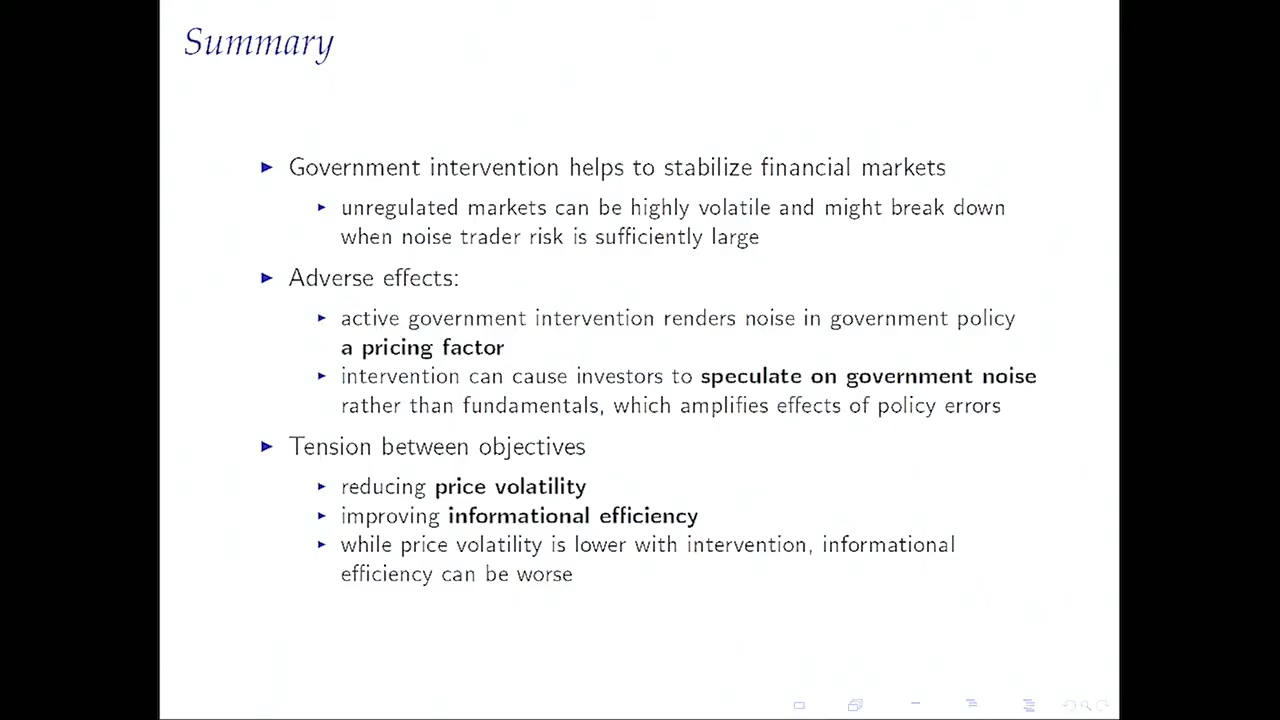 Summary
Government intervention helps to stabilize financial markets
unregulated markets can be highly volatile and might break down
when noise trader risk is sufficiently large
Adverse effects:
active government intervention renders noise in government policy
a pricing factor
intervention can cause investors to speculate on government noise
rather than fundamentals, which amplifies effects of policy errors
Tension between objectives
reducing price volatility
improving informational efficiency
while price volatility is lower with intervention, informational
efficiency can be worse